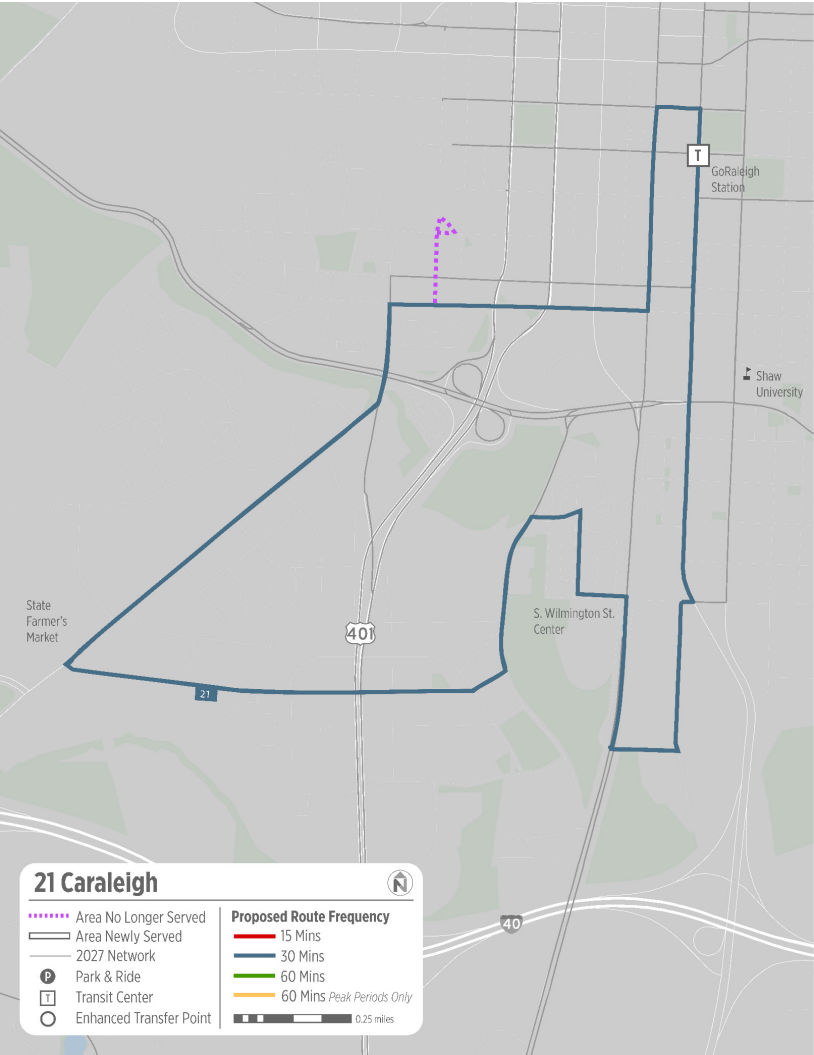 T
GoRaleigh
Station
Shaw
University
State
Farmer's
Market
S. Wilmington St.
Center
401
21
40
21 Caraleigh
N
Area No Longer Served
Area Newly Served
2027 Network
P Park & Ride
T Transit Center
Enhanced Transfer Point
Proposed Route Frequency
15 Mins
30 Mins
60 Mins
60 Mins Peak Periods Only
0.25 miles